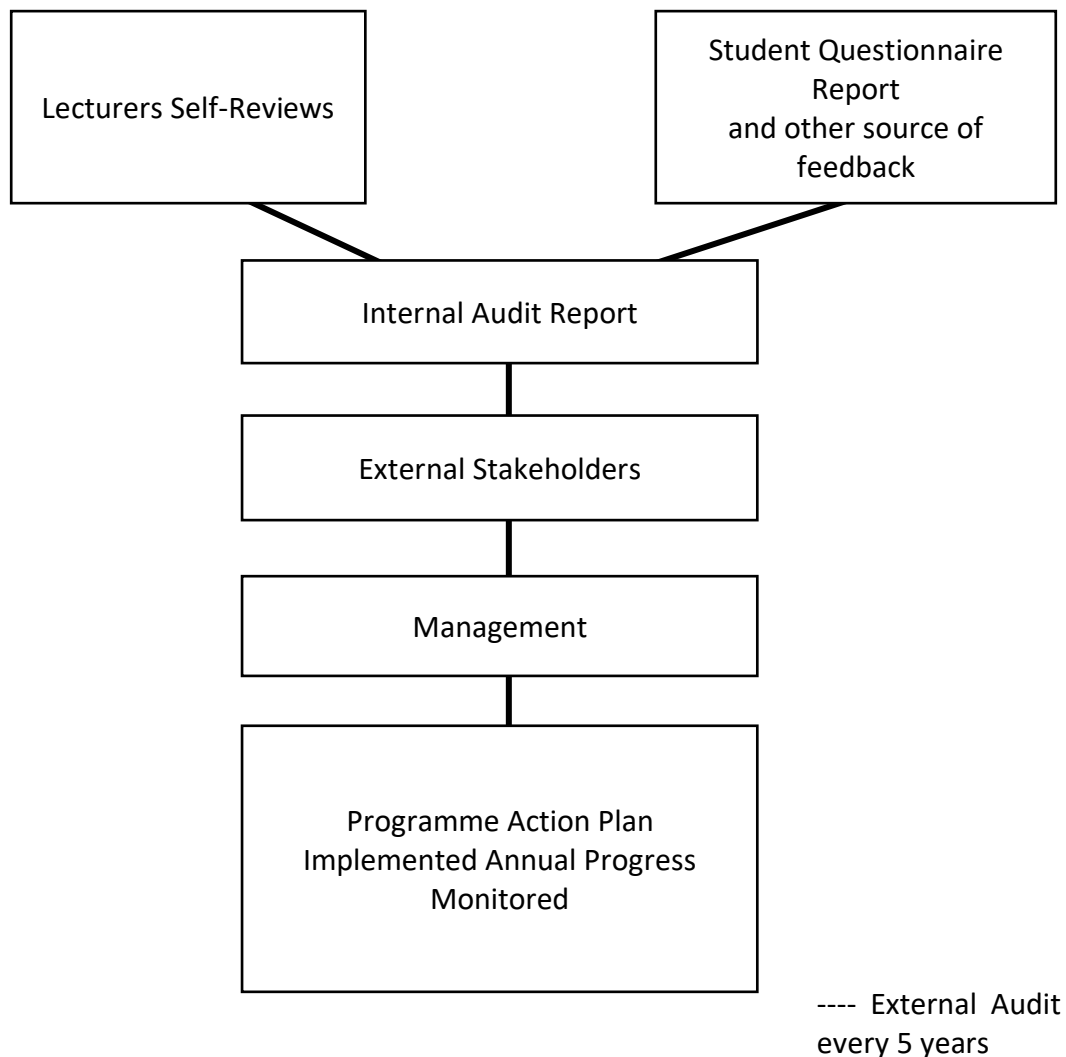 Lecturers Self-Reviews
Student Questionnaire
Report
and other source of
feedback
Internal Audit Report
External Stakeholders
Management
Programme Action Plan
Implemented Annual Progress
Monitored
---- External Audit
every 5 years